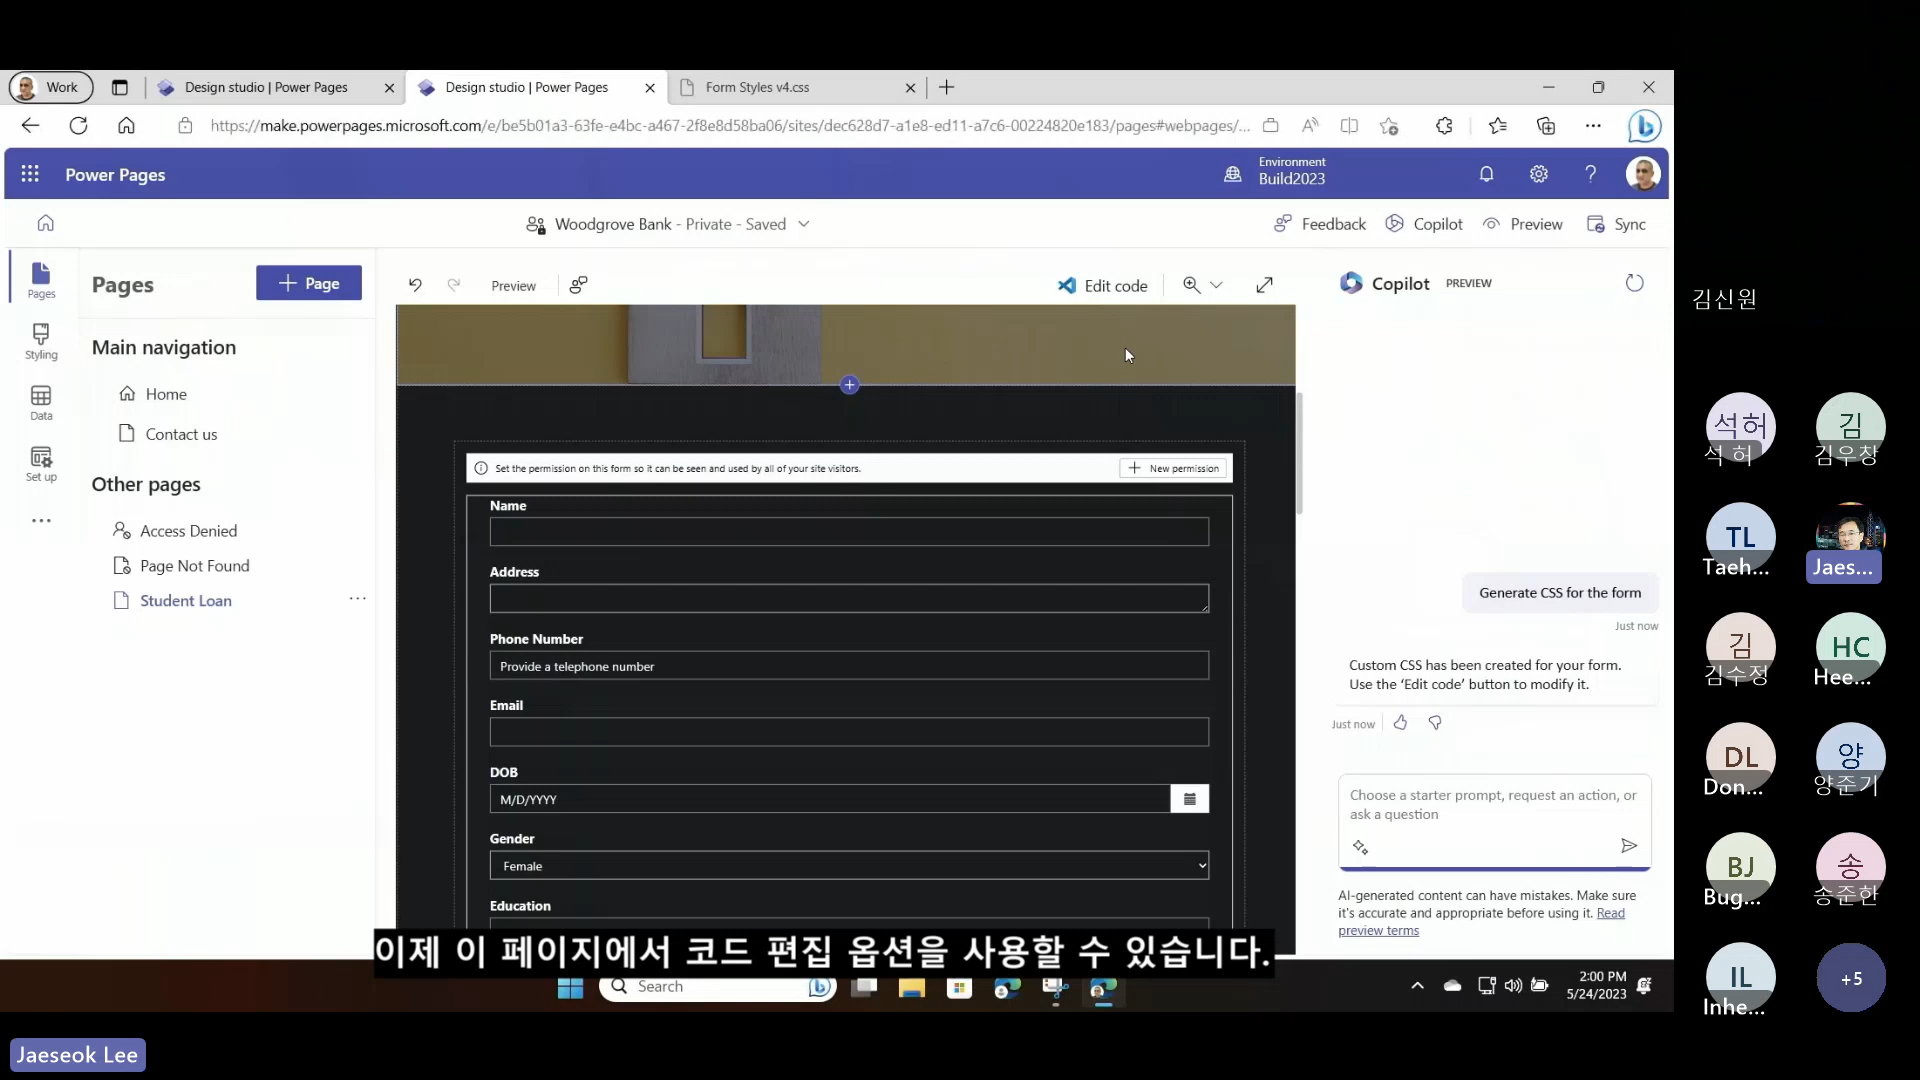 Work
Design studio | Power Pages
Design studio | Power Pages
Form Styles v4.css
https://make.powerpages.microsoft.com/e/be5b01a3-63fe-e4bc-a467-2f8e8d58ba06/sites/dec628d7-a1e8-ed11-a7c6-00224820e183/pages#webpages/...
Power Pages
Environment
Build2023
Woodgrove Bank - Private - Saved
Feedback
Copilot
Preview
Sync
Pages
Styling
Data
Set up
Pages
+ Page
Main navigation
Home
Contact us
Other pages
Access Denied
Page Not Found
Student Loan
Preview
Edit code
Set the permission on this form so it can be seen and used by all of your site visitors.
+ New permission
Name
Address
Phone Number
Provide a telephone number
Email
DOB
M/D/YYYY
Gender
Female
Education
Copilot PREVIEW
Generate CSS for the form
Just now
Custom CSS has been created for your form.
Use the ‘Edit code’ button to modify it.
Just now
Choose a starter prompt, request an action, or
ask a question
AI-generated content can have mistakes. Make sure
it's accurate and appropriate before using it. Read
preview terms
이제 이 페이지에서 코드 편집 옵션을 사용할 수 있습니다.
Search
2:00 PM
5/24/2023
김신원
석허
석 허
김
김우창
TL
Taeh...
Jaes...
김
김수정
HC
Hee...
DL
Don...
양
양준기
BJ
Bug...
송
송준한
IL
Inhe...
+5
Jaeseok Lee